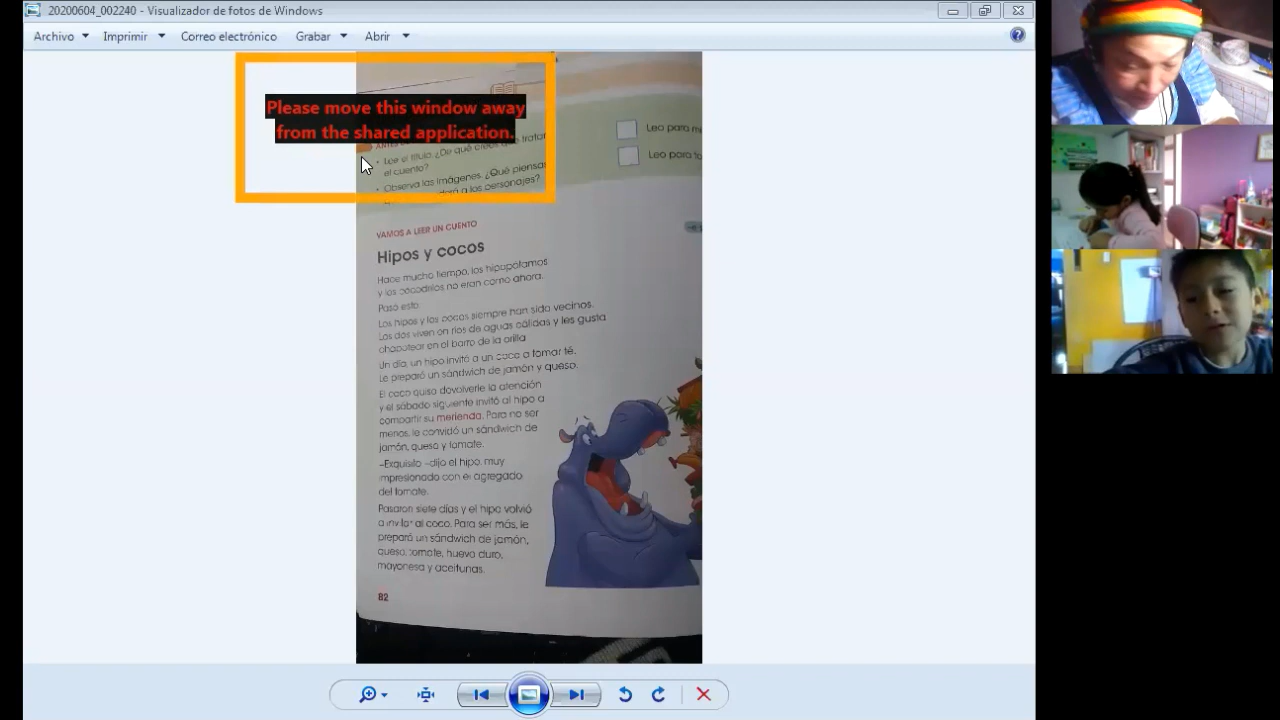 20200604_002240 - Visualizador de fotos de Windows
Archivo Imprimir Correo electrónico Grabar Abrir
Please move this window away
from the shared application.
Leo para
Leo para
• Lee el título. ¿De qué crees que tratar
el cuento?
• Observa las imágenes. ¿Qué piensas
a los personajes?
VAMOS A LEER UN CUENTO
Hipos y cocos
Hace mucho tiempo, los hipopótamos
y los cocodrilos no eran como ahora.
Pasó esto.
Los hipos y los cocos siempre han sido vecinos.
Los dos viven en ríos de aguas cálidas y les gusta
chapotear en el barro de la orilla.
Un día, un hipo invitó a un coco a tomar té.
Le preparó un sándwich de jamón y queso.
El coco quiso devolverle la atención
y el sábado siguiente invitó al hipo a
compartir su merienda. Para no ser
menos, le convidó un sándwich de
jamón, queso y tomate.
–Exquisito –dijo el hipo, muy
impresionado con el agregado
del tomate.
Pasaron siete días y el hipo volvió
a invitar al coco. Para ser más, le
preparó un sándwich de jamón,
queso, tomate, huevo duro,
mayonesa y aceitunas.
82